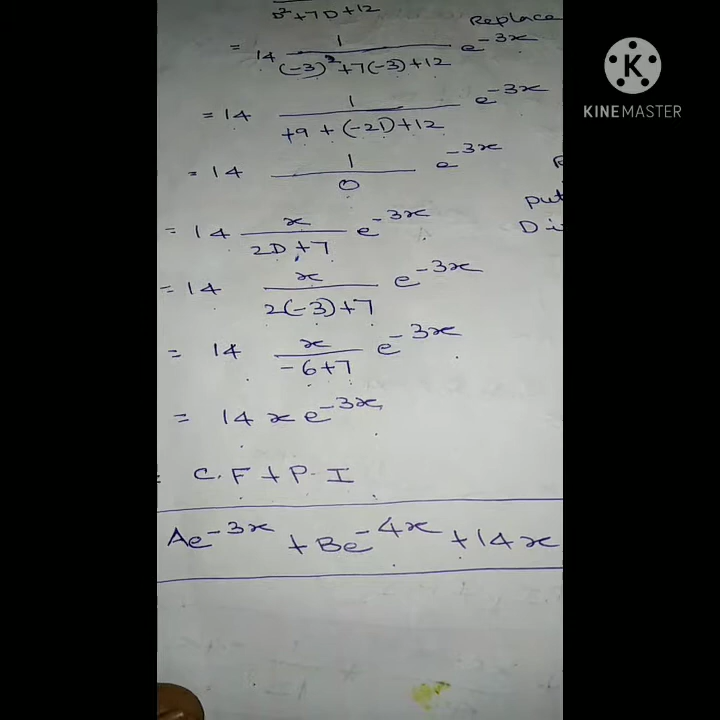 D²+7D+12
Replace
= 14 1/((-3)²+7(-3)+12) e^-3x
= 14 1/(+9+(-21)+12) e^-3x
= 14 1/0 e^-3x
put
= 14 x/(2D+7) e^-3x
Di
= 14 x/(2(-3)+7) e^-3x
= 14 x/(-6+7) e^-3x
= 14 x e^-3x
= C.F + P.I
Ae^-3x + Be^-4x + 14x
KINEMASTER